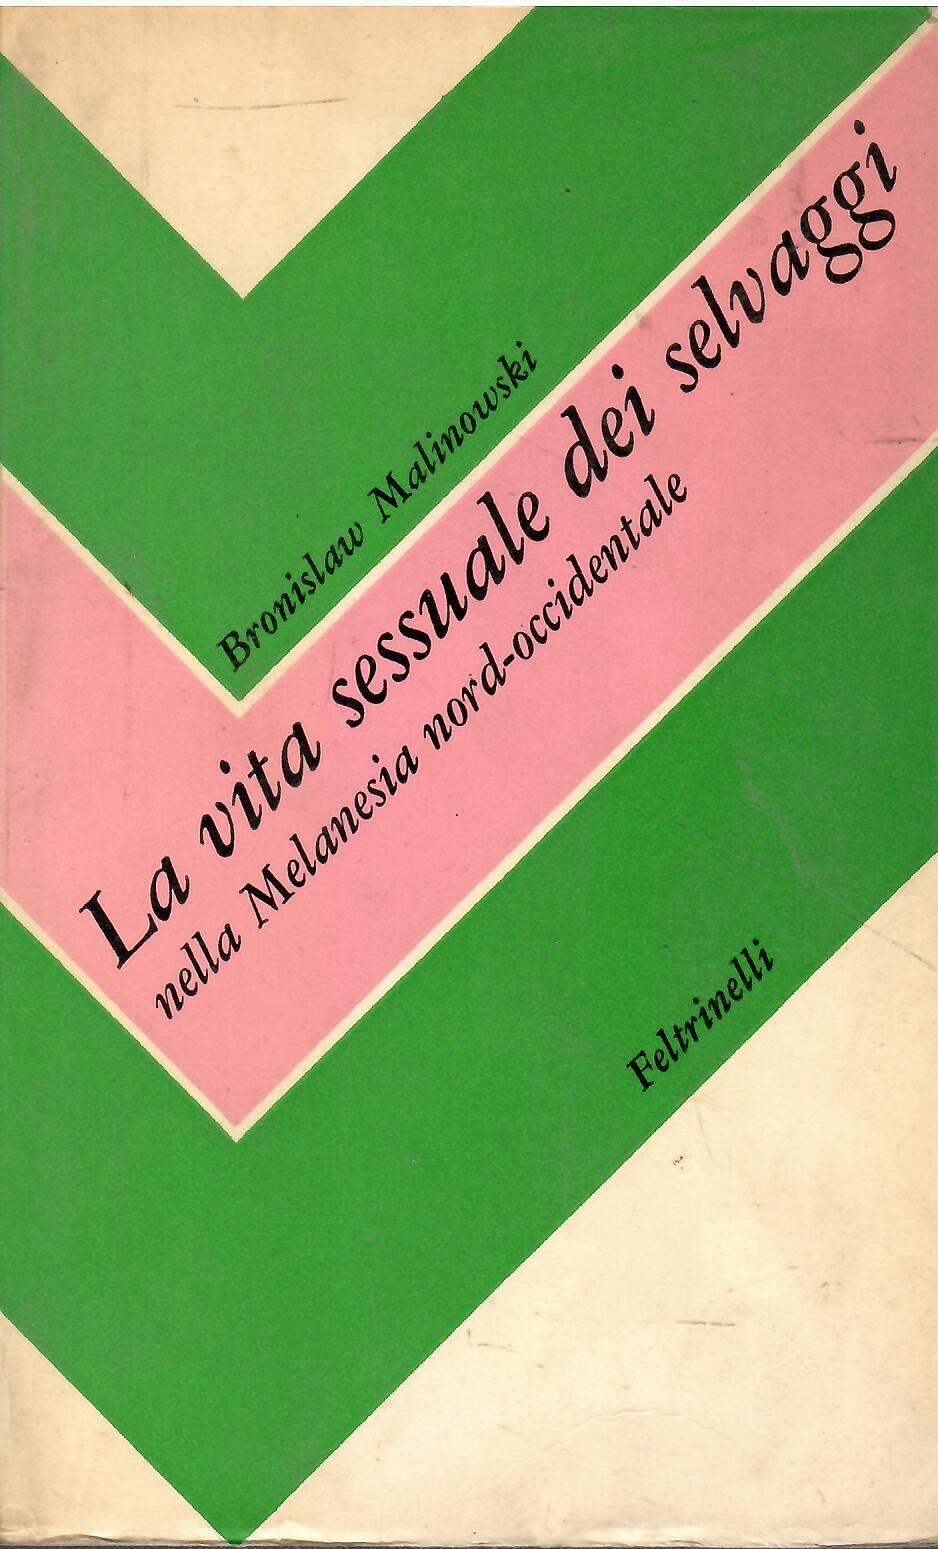 Bronislaw Malinowski
La vita sessuale dei selvaggi
nella Melanesia nord-occidentale
Feltrinelli